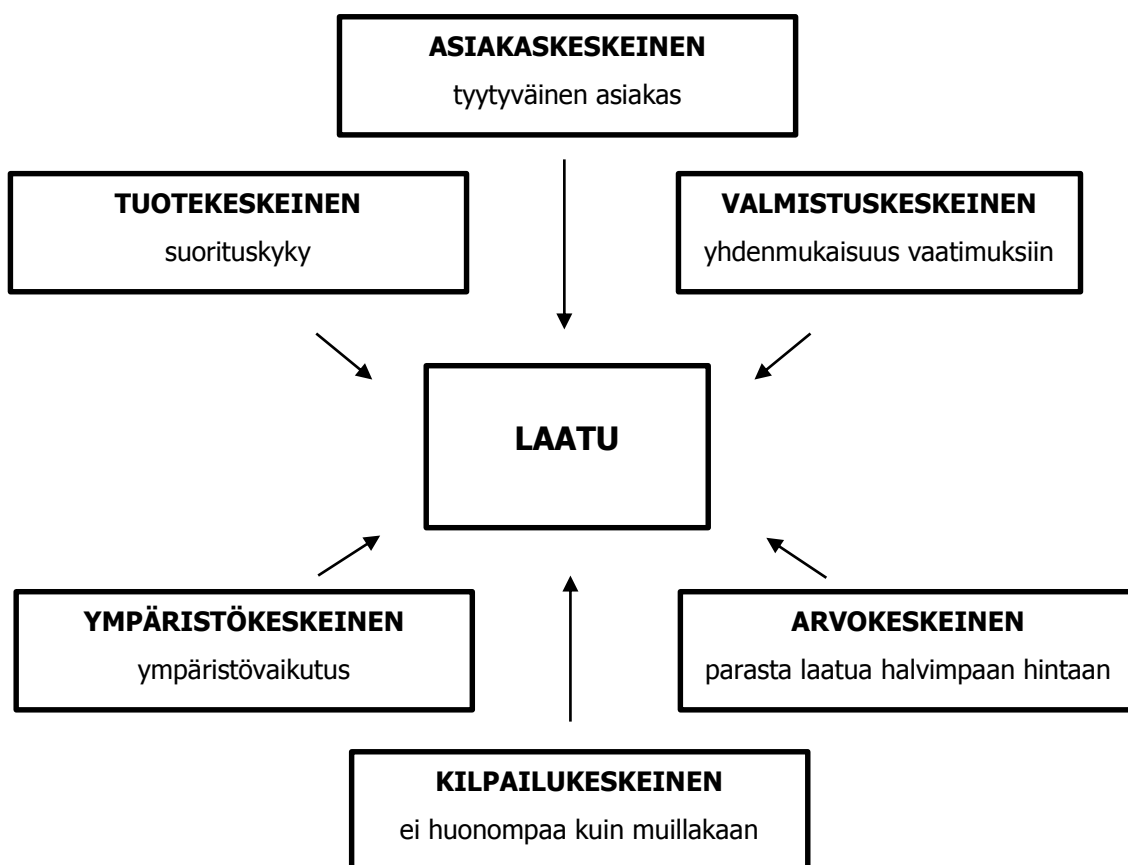 ASIAKASKESKEINEN
tyytyväinen asiakas
TUOTEKESKEINEN
suorituskyky
VALMISTUSKESKEINEN
yhdenmukaisuus vaatimuksiin
LAATU
YMPÄRISTÖKESKEINEN
ympäristövaikutus
ARVOKESKEINEN
parasta laatua halvimpaan hintaan
KILPAILUKESKEINEN
ei huonompaa kuin muillakaan